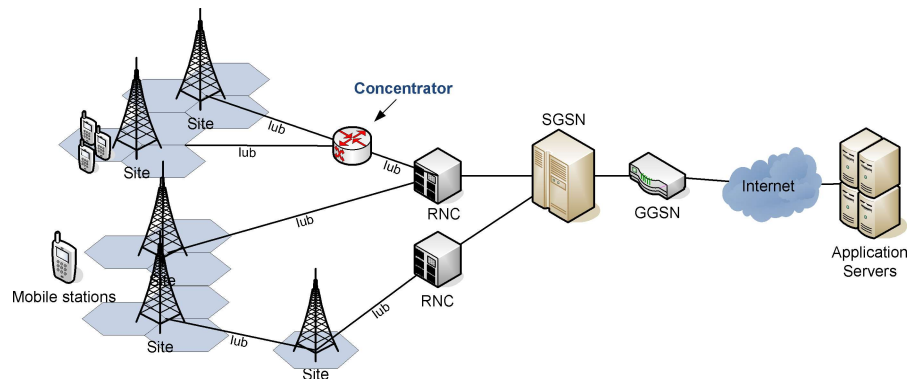 Concentrator
Site
Iub
Iub
Site
Iub
RNC
SGSN
GGSN
Internet
Application
Servers
Iub
Site
Mobile stations
RNC
Site
Iub
Iub
Site